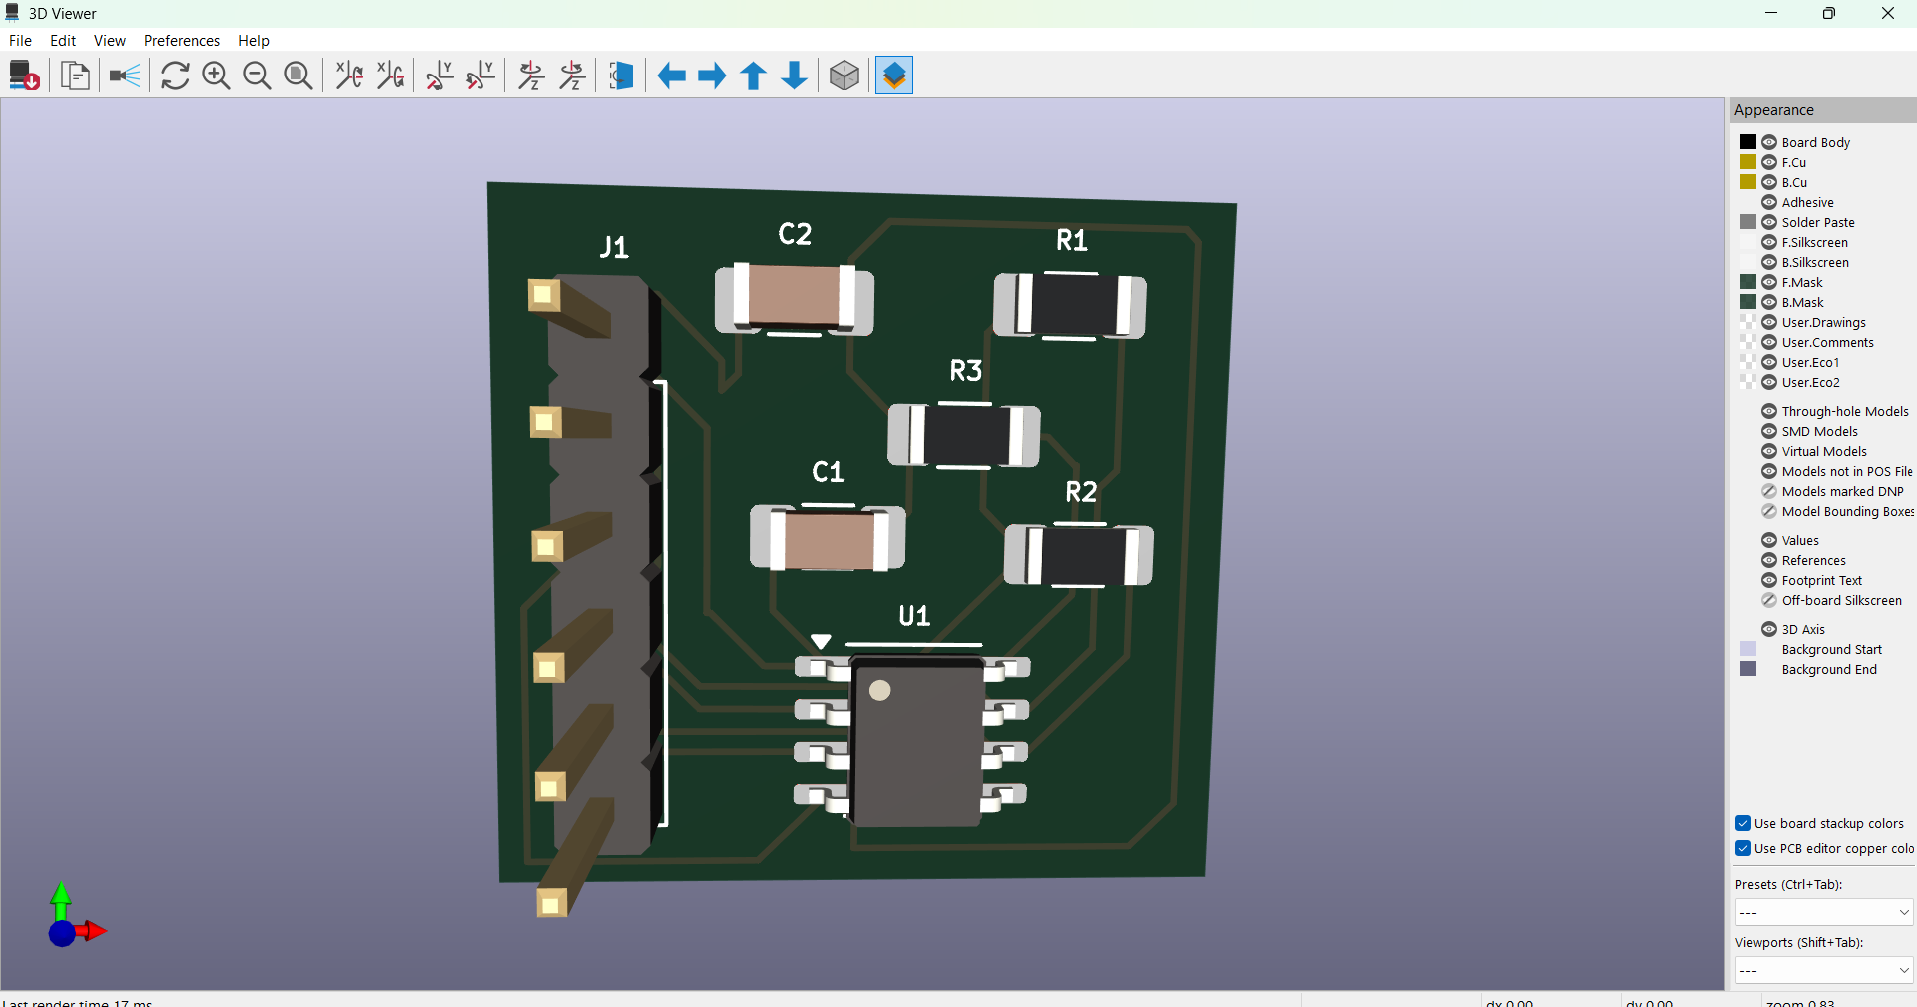 3D Viewer
File Edit View Preferences Help
Appearance
Board Body
F.Cu
B.Cu
Adhesive
Solder Paste
F.Silkscreen
B.Silkscreen
F.Mask
B.Mask
User.Drawings
User.Comments
User.Eco1
User.Eco2
Through-hole Models
SMD Models
Virtual Models
Models not in POS File
Models marked DNP
Model Bounding Boxes
Values
References
Footprint Text
Off-board Silkscreen
3D Axis
Background Start
Background End
Use board stackup colors
Use PCB editor copper colo
Presets (Ctrl+Tab):
---
Viewports (Shift+Tab):
---
J1
C2
R1
R3
C1
R2
U1
Last render time 17 ms
dx 0.00
dy 0.00
zoom 0.83